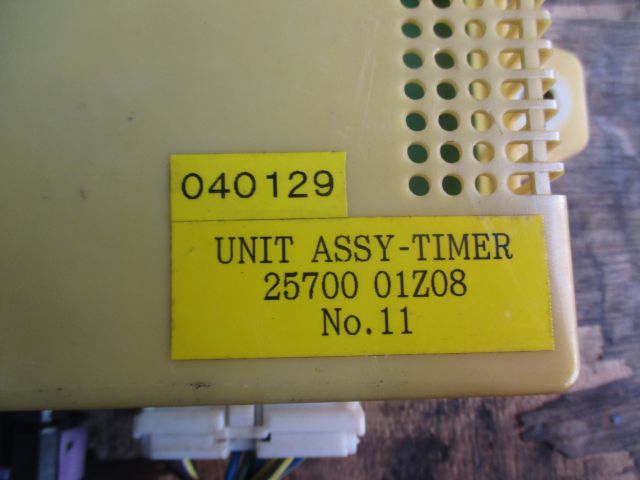 040129
UNIT ASSY-TIMER
25700 01Z08
No.11